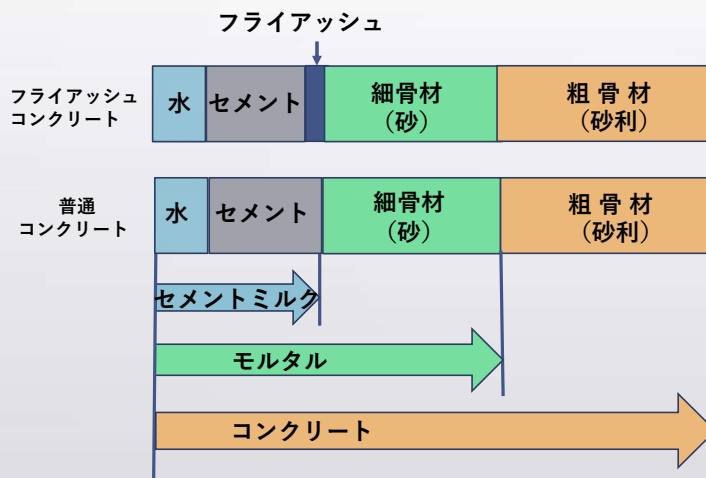 フライアッシュ
フライアッシュ
コンクリート
水
セメント
細骨材
(砂)
粗 骨 材
(砂利)
普通
コンクリート
水
セメント
細骨材
(砂)
粗 骨 材
(砂利)
セメントミルク
モルタル
コンクリート